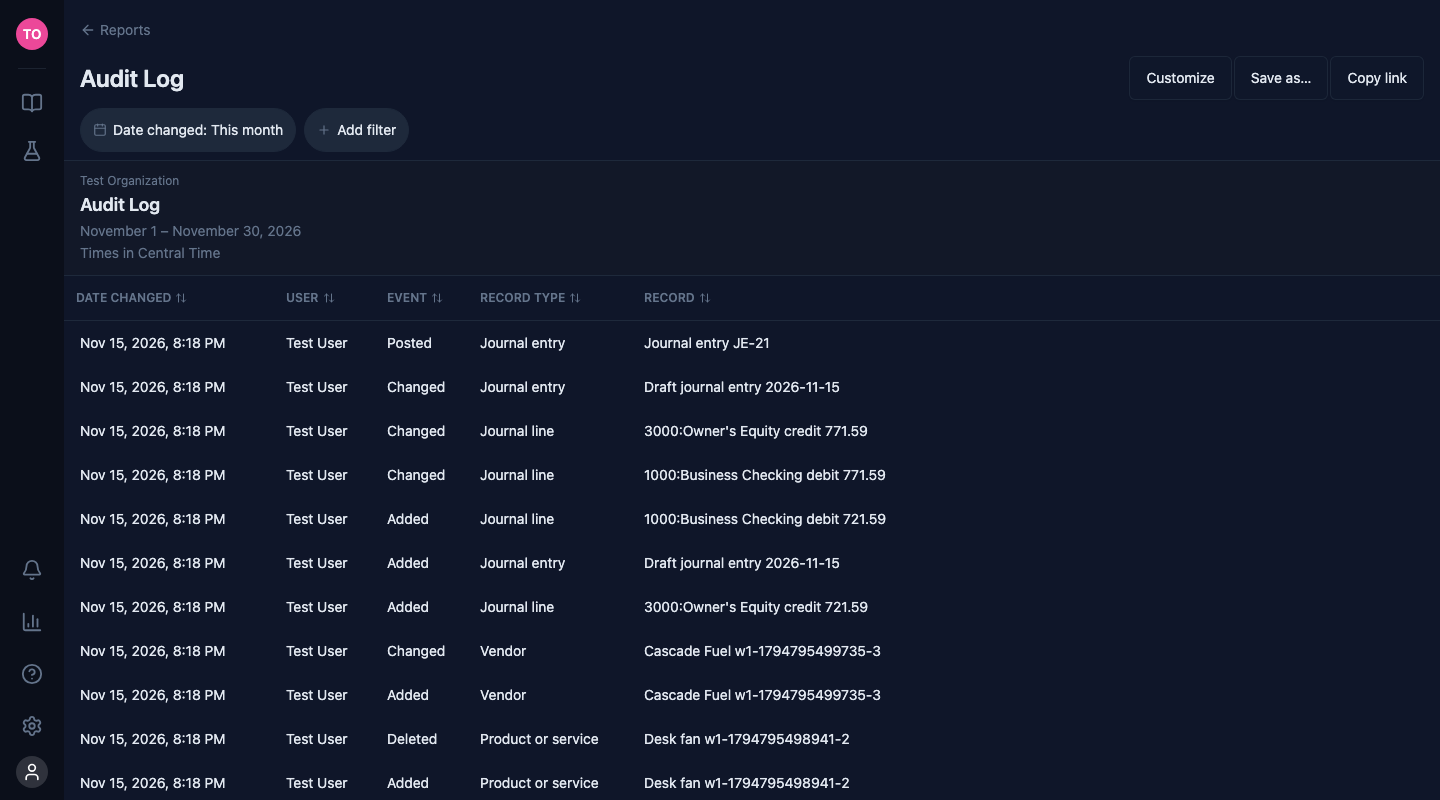 TO
Reports
Audit Log
Customize
Save as...
Copy link
Date changed: This month
Add filter
Test Organization
Audit Log
November 1 – November 30, 2026
Times in Central Time
DATE CHANGED USER EVENT RECORD TYPE RECORD
Nov 15, 2026, 8:18 PM Test User Posted Journal entry Journal entry JE-21
Nov 15, 2026, 8:18 PM Test User Changed Journal entry Draft journal entry 2026-11-15
Nov 15, 2026, 8:18 PM Test User Changed Journal line 3000:Owner's Equity credit 771.59
Nov 15, 2026, 8:18 PM Test User Changed Journal line 1000:Business Checking debit 771.59
Nov 15, 2026, 8:18 PM Test User Added Journal line 1000:Business Checking debit 721.59
Nov 15, 2026, 8:18 PM Test User Added Journal entry Draft journal entry 2026-11-15
Nov 15, 2026, 8:18 PM Test User Added Journal line 3000:Owner's Equity credit 721.59
Nov 15, 2026, 8:18 PM Test User Changed Vendor Cascade Fuel w1-1794795499735-3
Nov 15, 2026, 8:18 PM Test User Added Vendor Cascade Fuel w1-1794795499735-3
Nov 15, 2026, 8:18 PM Test User Deleted Product or service Desk fan w1-1794795498941-2
Nov 15, 2026, 8:18 PM Test User Added Product or service Desk fan w1-1794795498941-2